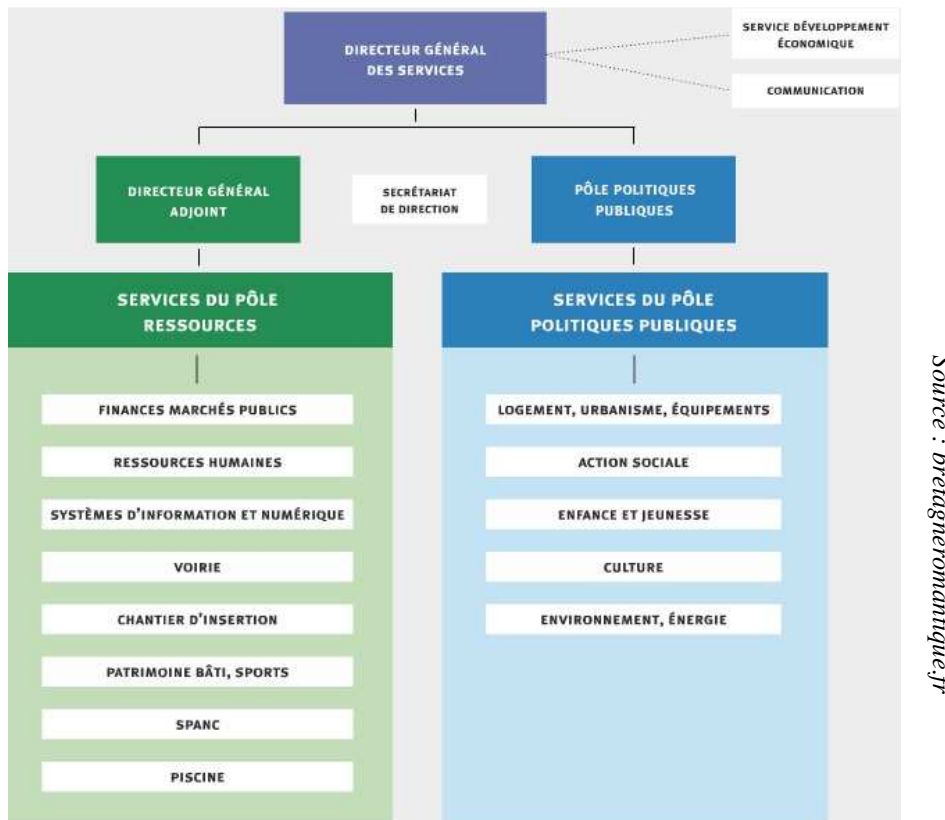 DIRECTEUR GÉNÉRAL
DES SERVICES
SERVICE DÉVELOPPEMENT
ÉCONOMIQUE
COMMUNICATION
DIRECTEUR GÉNÉRAL
ADJOINT
SECRÉTARIAT
DE DIRECTION
PÔLE POLITIQUES
PUBLIQUES
SERVICES DU PÔLE
RESSOURCES
FINANCES MARCHÉS PUBLICS
RESSOURCES HUMAINES
SYSTÈMES D'INFORMATION ET NUMÉRIQUE
VOIRIE
CHANTIER D'INSERTION
PATRIMOINE BÂTI, SPORTS
SPANC
PISCINE
SERVICES DU PÔLE
POLITIQUES PUBLIQUES
LOGEMENT, URBANISME, ÉQUIPEMENTS
ACTION SOCIALE
ENFANCE ET JEUNESSE
CULTURE
ENVIRONNEMENT, ÉNERGIE
Source : bretagneromantique.fr